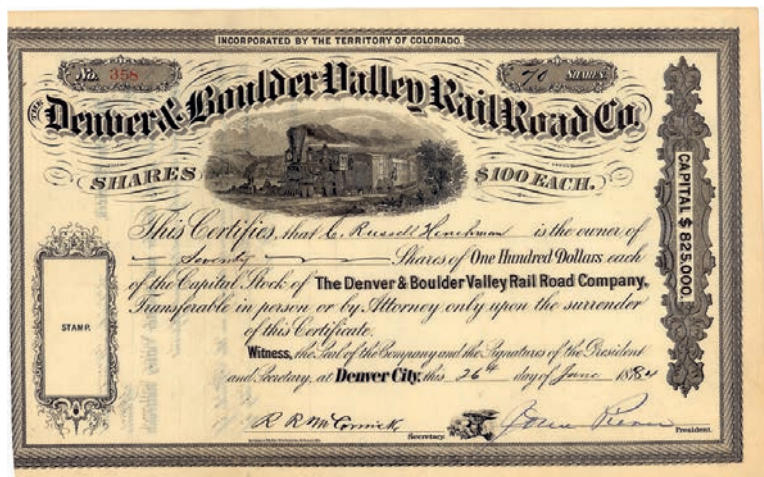 INCORPORATED BY THE TERRITORY OF COLORADO.
No. 358
70 SHARES.
THE
Denver & Boulder Valley Rail Road Co.
SHARES $100 EACH.
CAPITAL $825,000.
This Certifies, that C. Russell Hinchman is the owner of
Seventy Shares of One Hundred Dollars each
of the Capital Stock of The Denver & Boulder Valley Rail Road Company,
Transferable in person or by Attorney only upon the surrender
of this Certificate.
STAMP.
Witness, the Seal of the Company and the Signatures of the President
and Secretary, at Denver City, this 26th day of June 1884
R R McCormick
Secretary.
President.